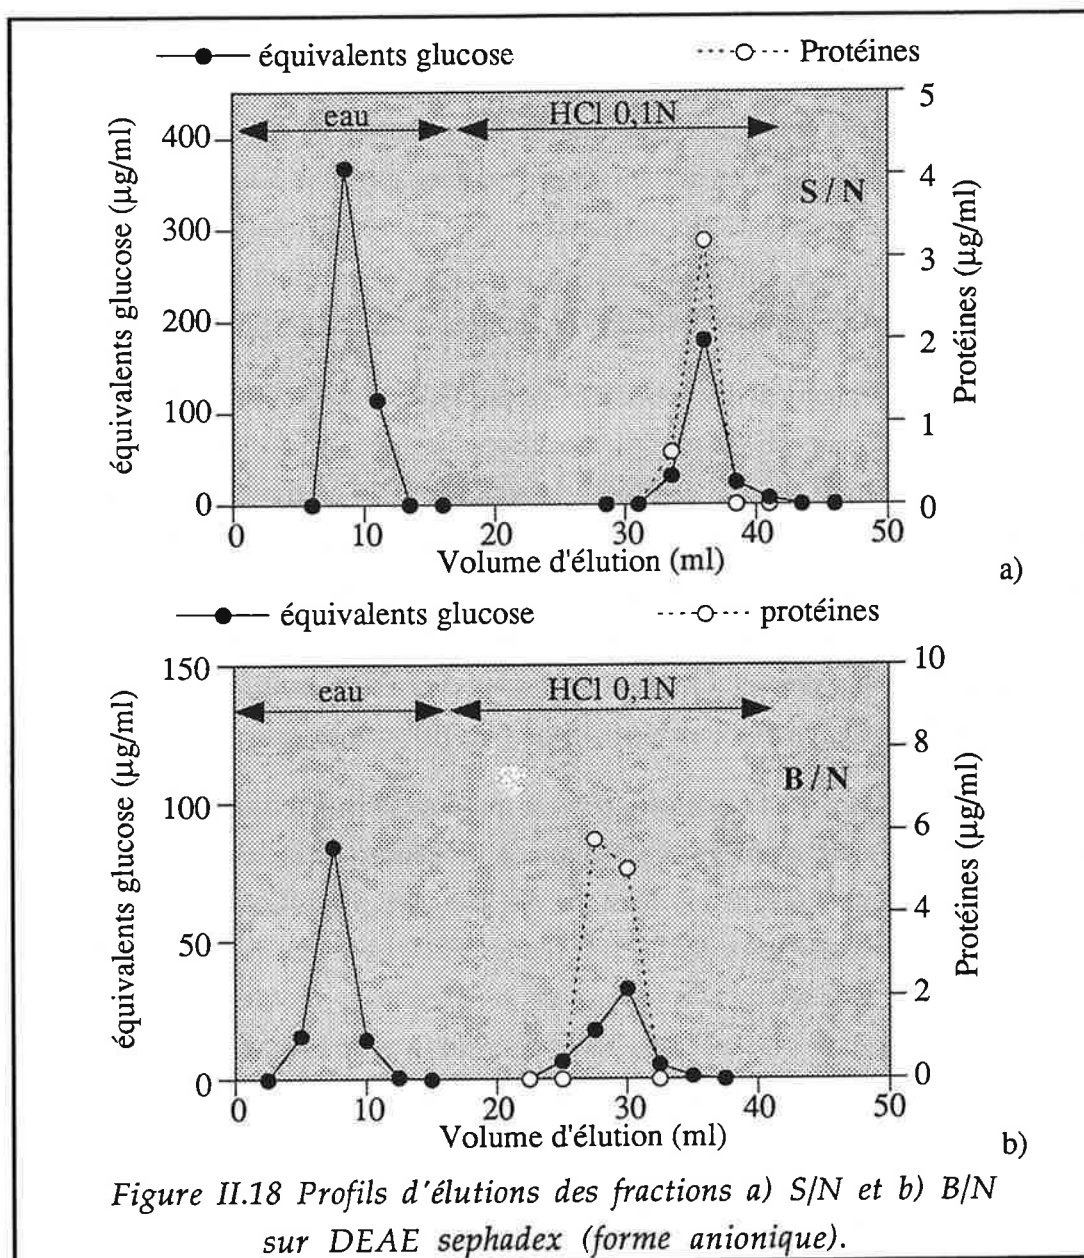 équivalents glucose
Protéines
équivalents glucose (µg/ml)
400
300
200
100
0
eau
HCl 0,1N
S/N
5
4
3
2
1
0
Protéines (µg/ml)
0 10 20 30 40 50
Volume d'élution (ml)
a)
équivalents glucose
protéines
équivalents glucose (µg/ml)
150
100
50
0
eau
HCl 0,1N
B/N
10
8
6
4
2
0
Protéines (µg/ml)
0 10 20 30 40 50
Volume d'élution (ml)
b)
Figure II.18 Profils d'élutions des fractions a) S/N et b) B/N
sur DEAE sephadex (forme anionique).